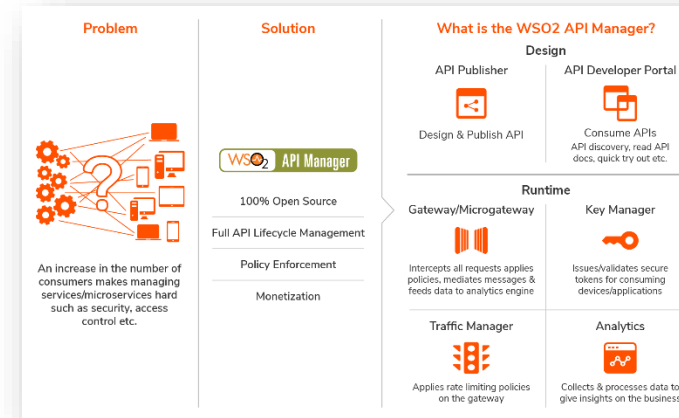 Problem
?
An increase in the number of
consumers makes managing
services/microservices hard
such as security, access
control etc.
Solution
WSO2 API Manager
100% Open Source
Full API Lifecycle Management
Policy Enforcement
Monetization
What is the WSO2 API Manager?
Design
API Publisher
Design & Publish API
API Developer Portal
Consume APIs
API discovery, read API
docs, quick try out etc.
Runtime
Gateway/Microgateway
Intercepts all requests applies
policies, mediates messages &
feeds data to analytics engine
Key Manager
Issues/validates secure
tokens for consuming
devices/applications
Traffic Manager
Applies rate limiting policies
on the gateway
Analytics
Collects & processes data to
give insights on the business